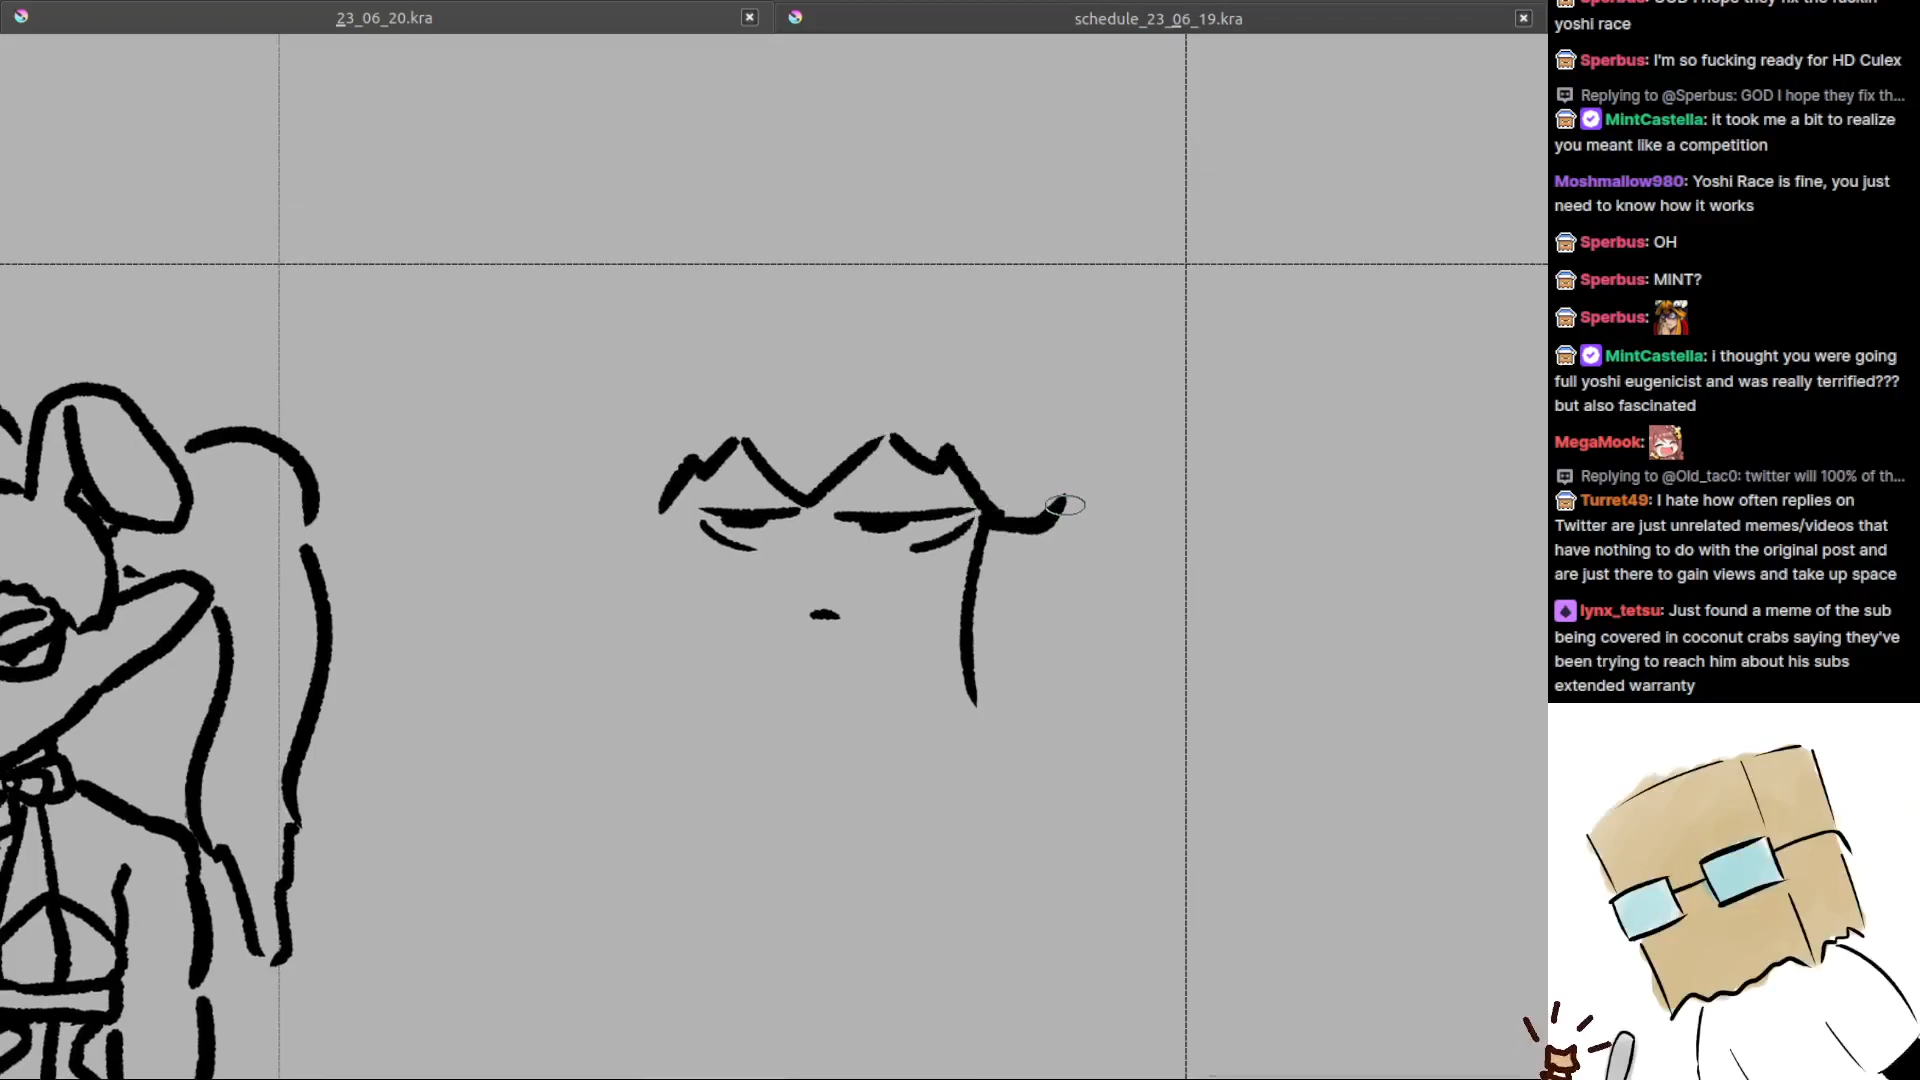 23_06_20.kra
schedule_23_06_19.kra
yoshi race
Sperbus: I'm so fucking ready for HD Culex
Replying to @Sperbus: GOD I hope they fix th...
MintCastella: it took me a bit to realize
you meant like a competition
Moshmallow980: Yoshi Race is fine, you just
need to know how it works
Sperbus: OH
Sperbus: MINT?
Sperbus:
MintCastella: i thought you were going
full yoshi eugenicist and was really terrified???
but also fascinated
MegaMook:
Replying to @Old_tac0: twitter will 100% of th...
Turret49: I hate how often replies on
Twitter are just unrelated memes/videos that
have nothing to do with the original post and
are just there to gain views and take up space
lynx_tetsu: Just found a meme of the sub
being covered in coconut crabs saying they've
been trying to reach him about his subs
extended warranty